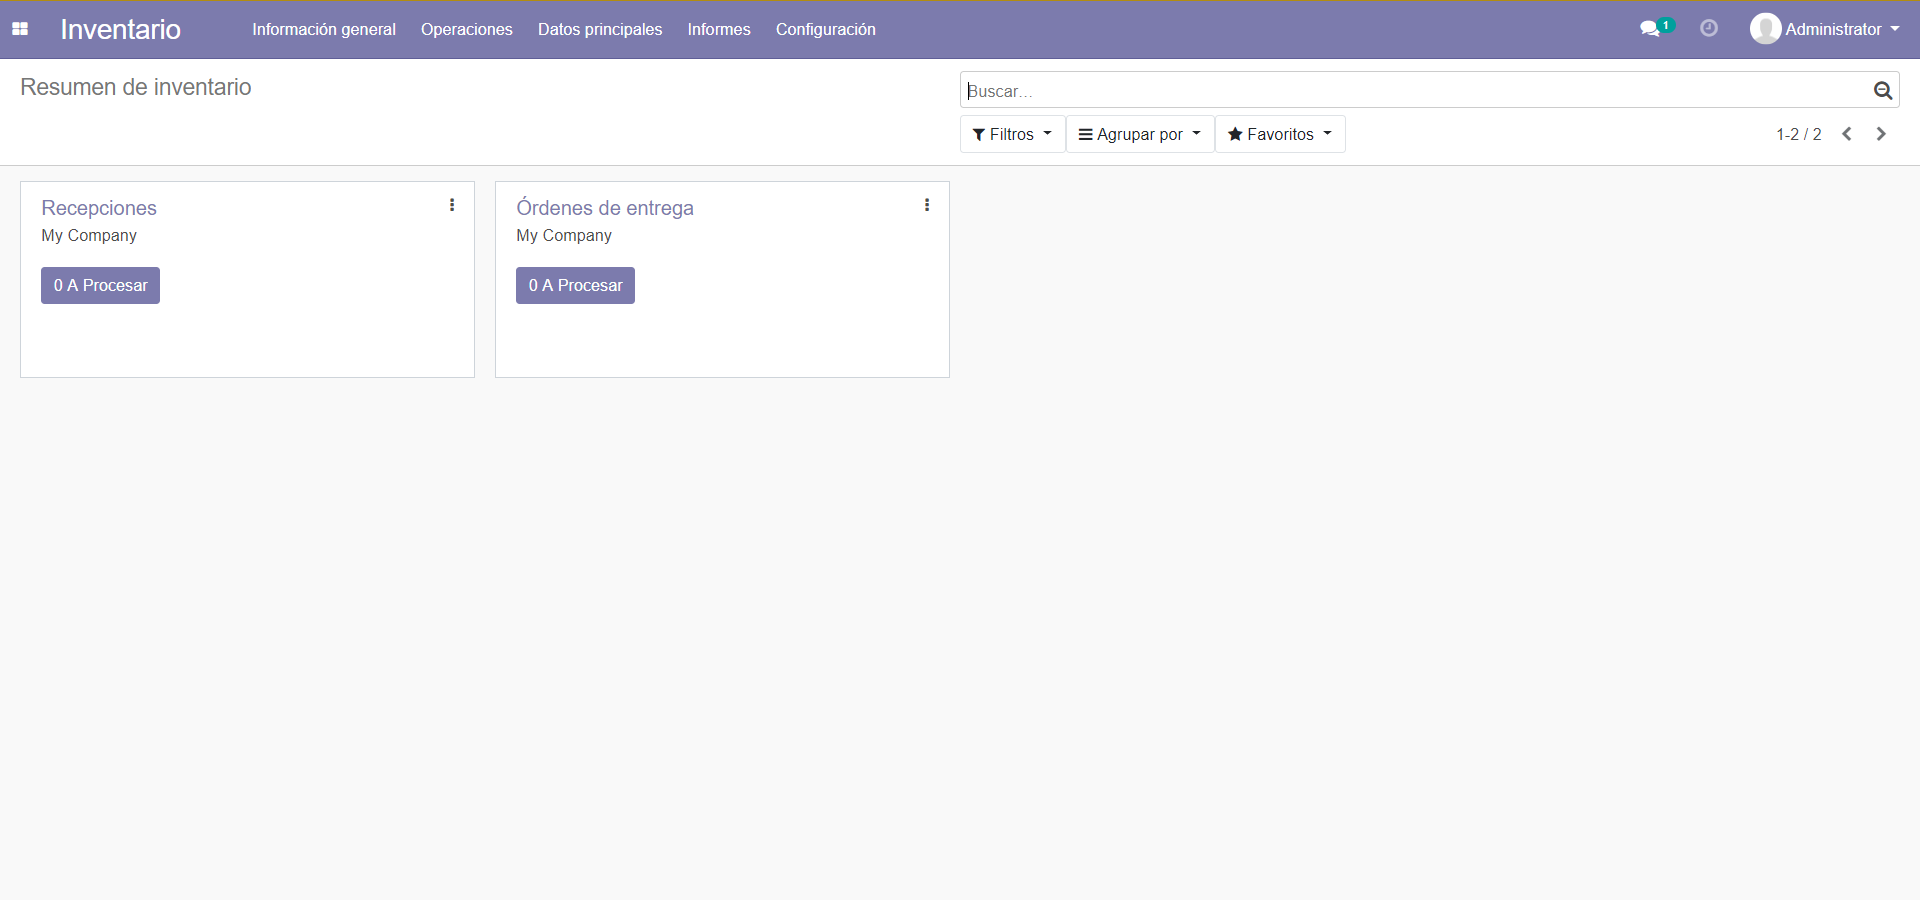 Inventario
Información general
Operaciones
Datos principales
Informes
Configuración
1
Administrator
Resumen de inventario
Buscar...
Filtros
Agrupar por
Favoritos
1-2 / 2
Recepciones
My Company
0 A Procesar
Órdenes de entrega
My Company
0 A Procesar